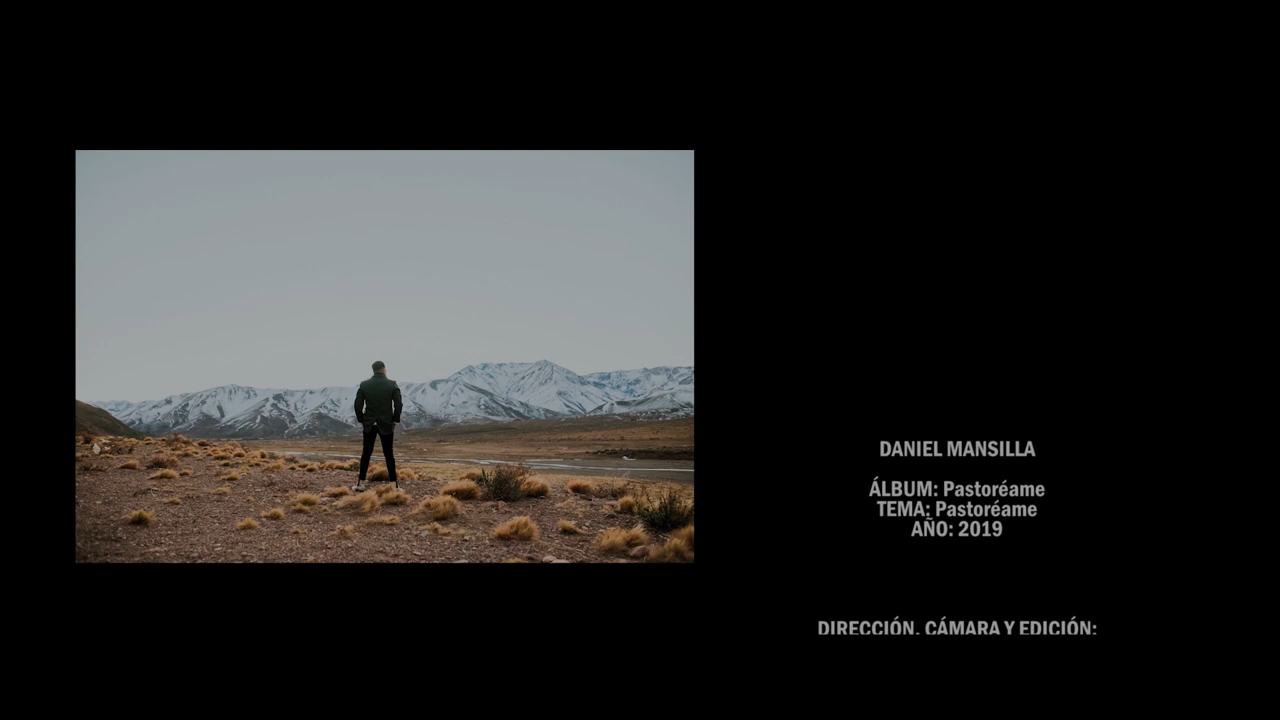 DANIEL MANSILLA
ÁLBUM: Pastoréame
TEMA: Pastoréame
AÑO: 2019
DIRECCIÓN, CÁMARA Y EDICIÓN: